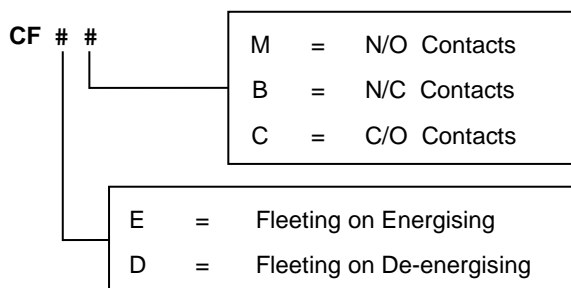 CF # #
M = N/O Contacts
B = N/C Contacts
C = C/O Contacts
E = Fleeting on Energising
D = Fleeting on De-energising